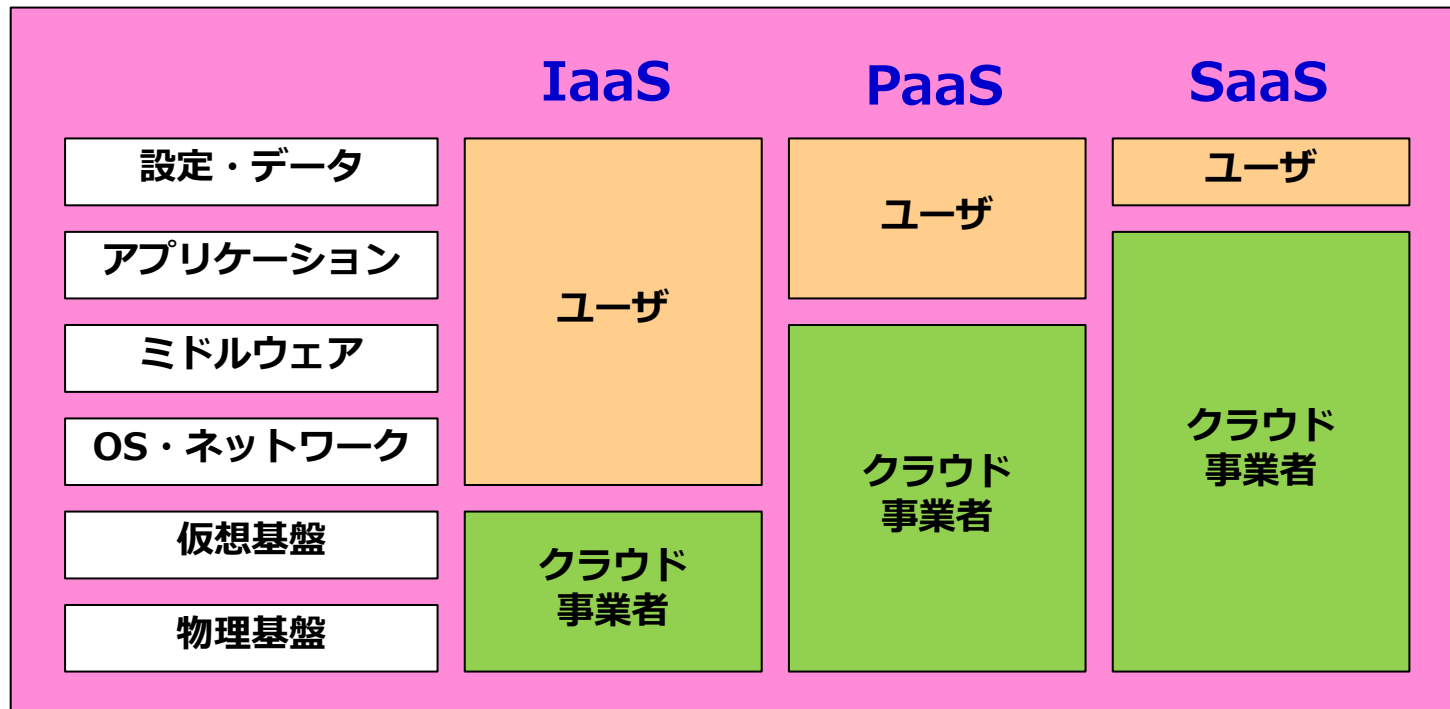 IaaS
PaaS
SaaS
設定・データ
アプリケーション
ミドルウェア
OS・ネットワーク
仮想基盤
物理基盤
ユーザ
クラウド
事業者
ユーザ
クラウド
事業者
ユーザ
クラウド
事業者